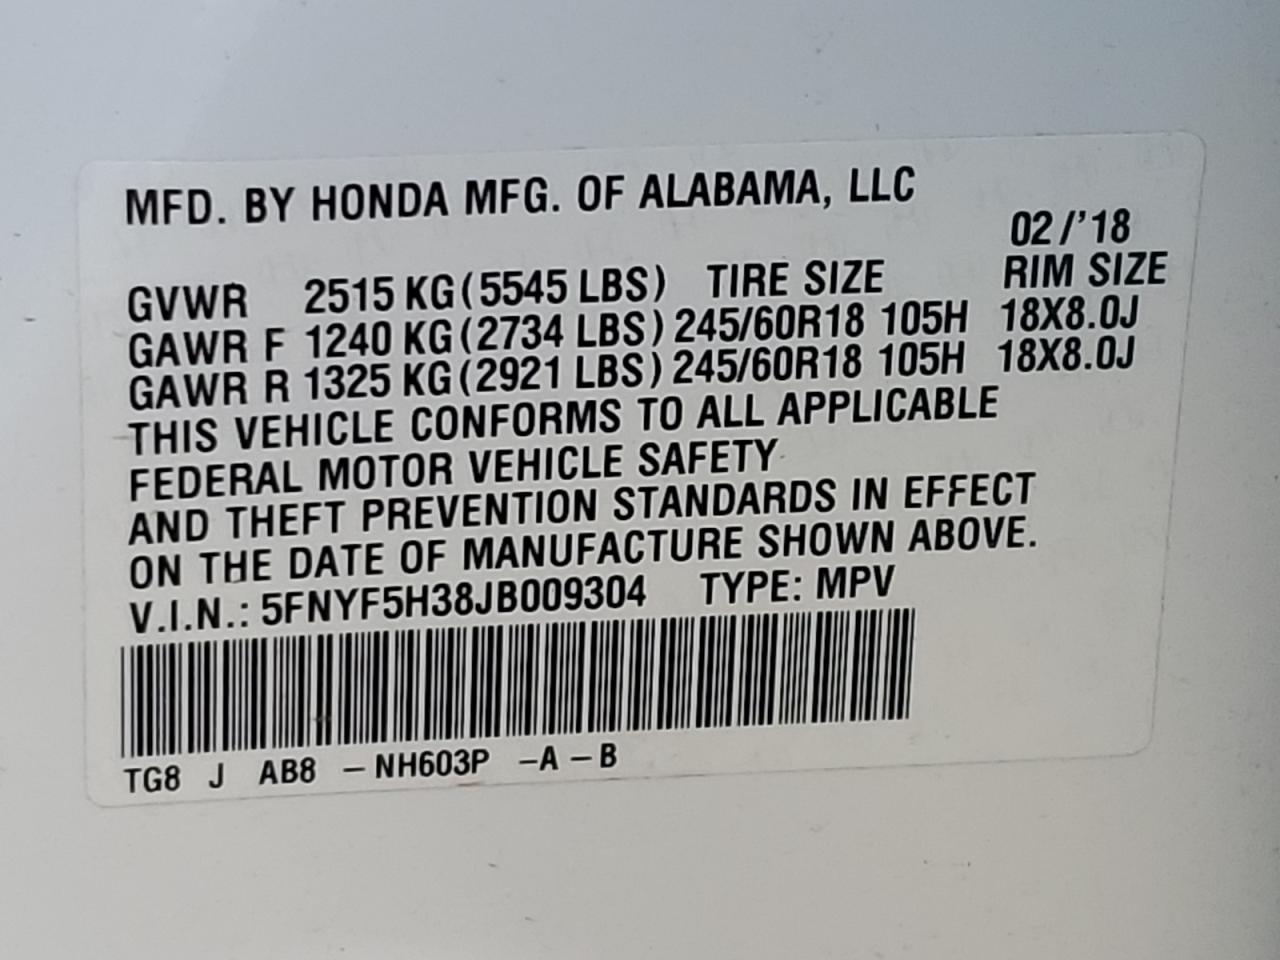 MFD. BY HONDA MFG. OF ALABAMA, LLC
02/'18
GVWR 2515 KG(5545 LBS) TIRE SIZE RIM SIZE
GAWR F 1240 KG(2734 LBS) 245/60R18 105H 18X8.0J
GAWR R 1325 KG(2921 LBS) 245/60R18 105H 18X8.0J
THIS VEHICLE CONFORMS TO ALL APPLICABLE
FEDERAL MOTOR VEHICLE SAFETY
AND THEFT PREVENTION STANDARDS IN EFFECT
ON THE DATE OF MANUFACTURE SHOWN ABOVE.
V.I.N.: 5FNYF5H38JB009304 TYPE: MPV
TG8 J AB8 -NH603P -A-B